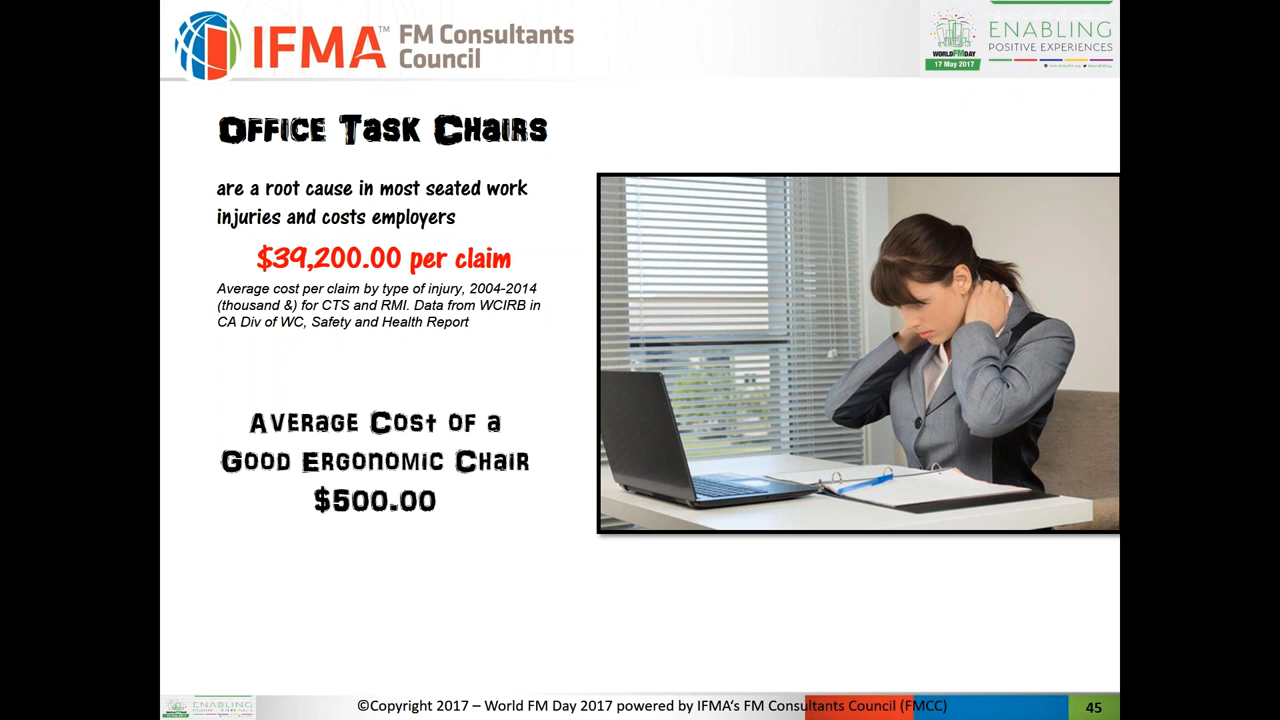 IFMA™ FM Consultants
Council
WORLD FM DAY
17 May 2017
ENABLING
POSITIVE EXPERIENCES
OFFICE TASK CHAIRS
are a root cause in most seated work
injuries and costs employers
$39,200.00 per claim
Average cost per claim by type of injury, 2004-2014
(thousand &) for CTS and RMI. Data from WCIRB in
CA Div of WC, Safety and Health Report
AVERAGE COST OF A
GOOD ERGONOMIC CHAIR
$500.00
ENABLING
©Copyright 2017 – World FM Day 2017 powered by IFMA's FM Consultants Council (FMCC)
45